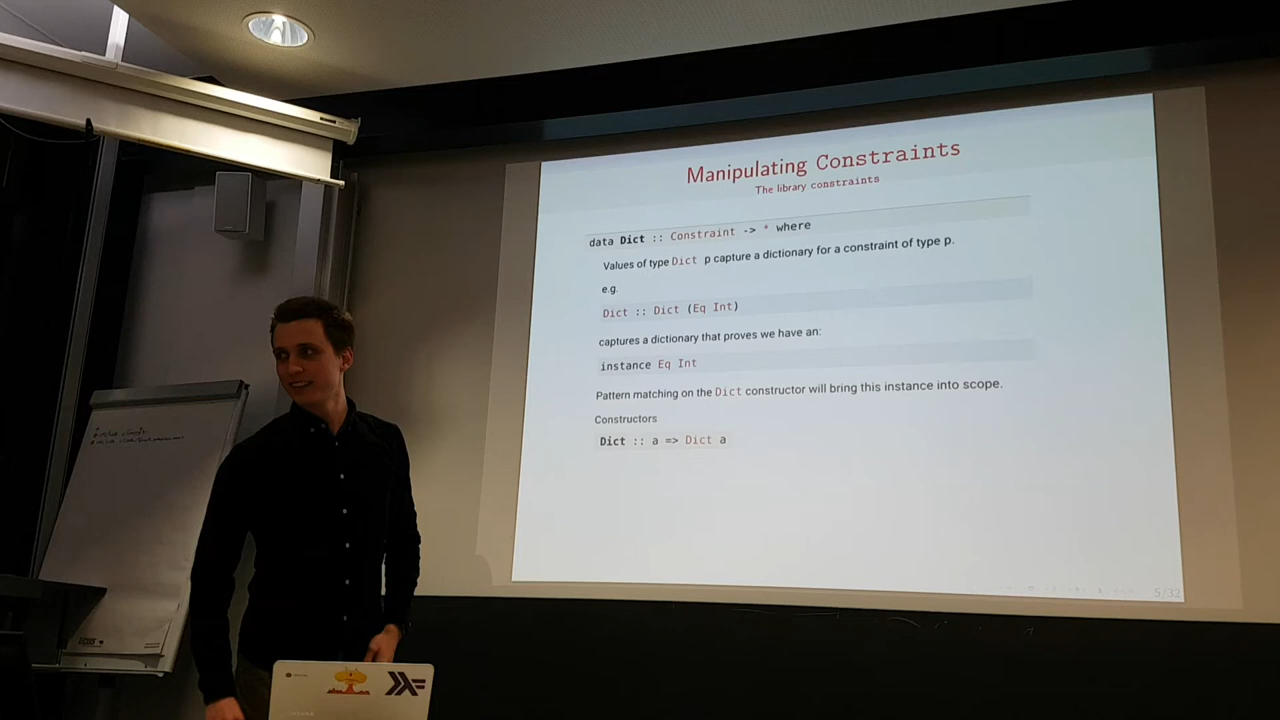 Manipulating Constraints
The library constraints
data Dict :: Constraint -> * where
Values of type Dict p capture a dictionary for a constraint of type p.
e.g.
Dict :: Dict (Eq Int)
captures a dictionary that proves we have an:
instance Eq Int
Pattern matching on the Dict constructor will bring this instance into scope.
Constructors
Dict :: a => Dict a
5/32